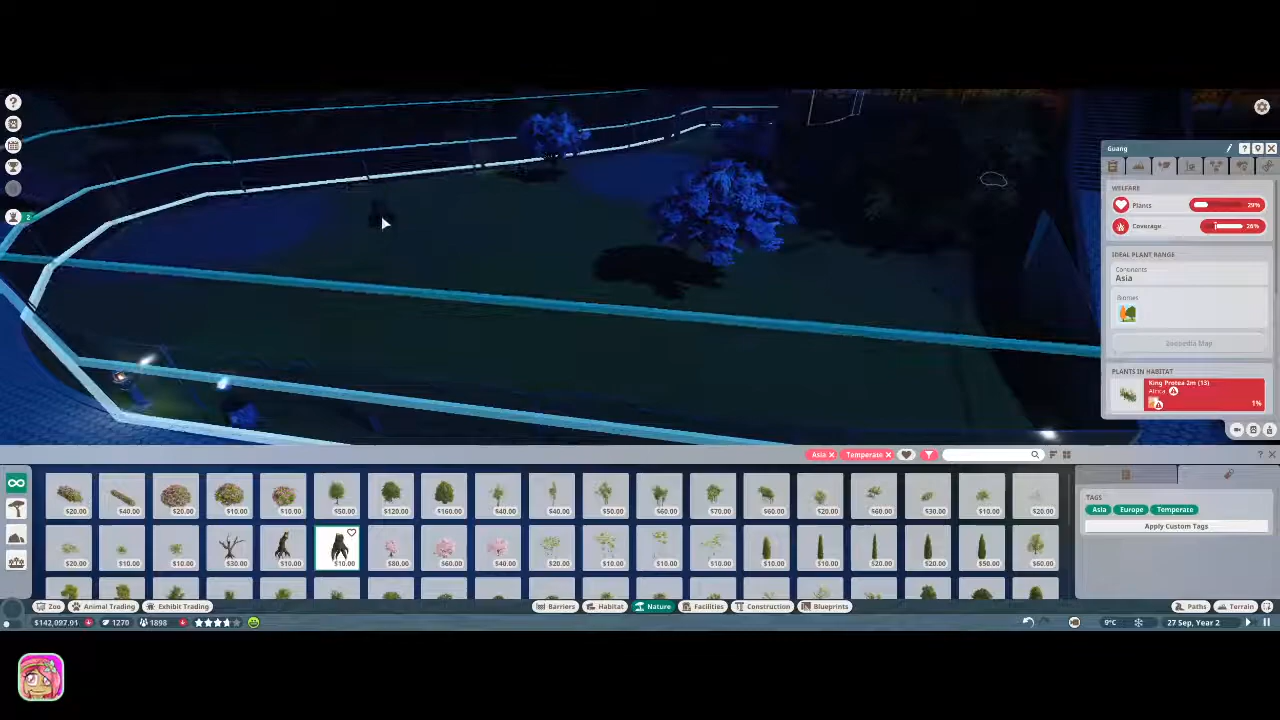 ?
2
Guang
?
WELFARE
Plants
29%
Coverage
26%
IDEAL PLANT RANGE
Continents
Asia
Biomes
Zoopedia Map
PLANTS IN HABITAT
King Protea 2m (13)
Africa
1%
Asia × Temperate ×
? ×
$20.00 $40.00 $20.00 $10.00 $10.00 $50.00 $120.00 $160.00 $40.00 $40.00 $50.00 $60.00 $70.00 $60.00 $20.00 $60.00 $30.00 $10.00 $20.00
$20.00 $10.00 $10.00 $30.00 $10.00 $10.00 $80.00 $60.00 $40.00 $20.00 $10.00 $10.00 $10.00 $10.00 $10.00 $20.00 $20.00 $50.00 $60.00
TAGS
Asia Europe Temperate
Apply Custom Tags
Zoo Animal Trading Exhibit Trading Barriers Habitat Nature Facilities Construction Blueprints Paths Terrain
$142,097.01 1270 1898 9°C 27 Sep, Year 2